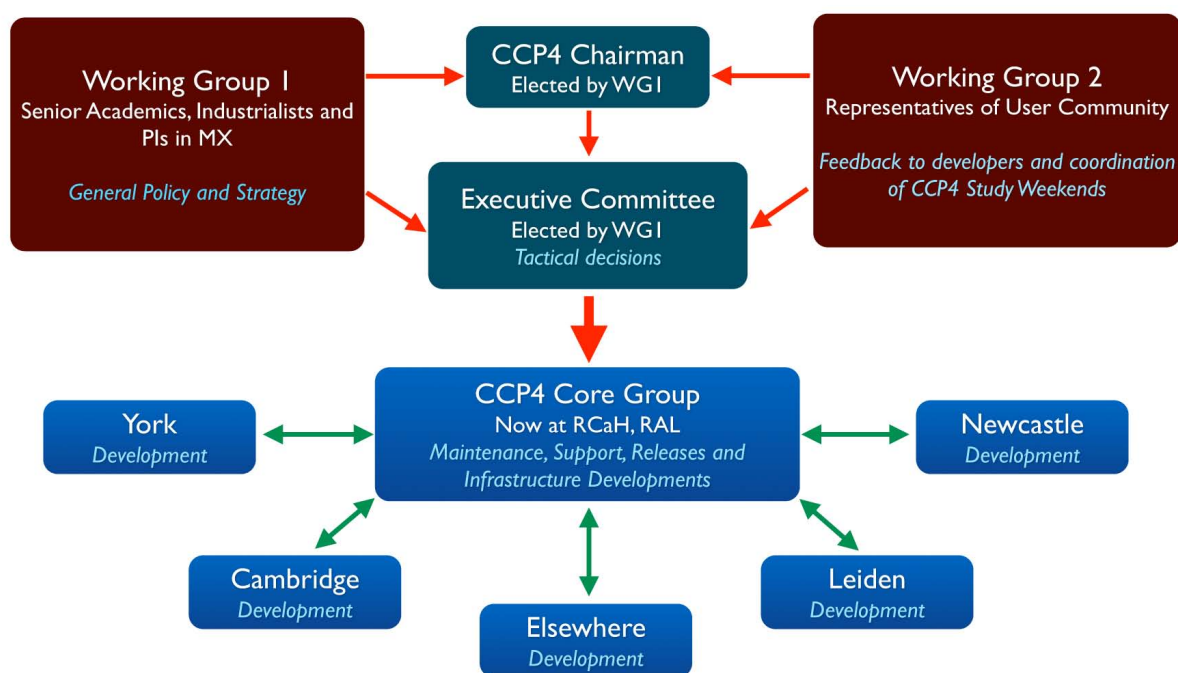 Working Group 1
Senior Academics, Industrialists and
PIs in MX
General Policy and Strategy
CCP4 Chairman
Elected by WG1
Working Group 2
Representatives of User Community
Feedback to developers and coordination
of CCP4 Study Weekends
Executive Committee
Elected by WG1
Tactical decisions
CCP4 Core Group
Now at RCaH, RAL
Maintenance, Support, Releases and
Infrastructure Developments
York
Development
Newcastle
Development
Cambridge
Development
Elsewhere
Development
Leiden
Development